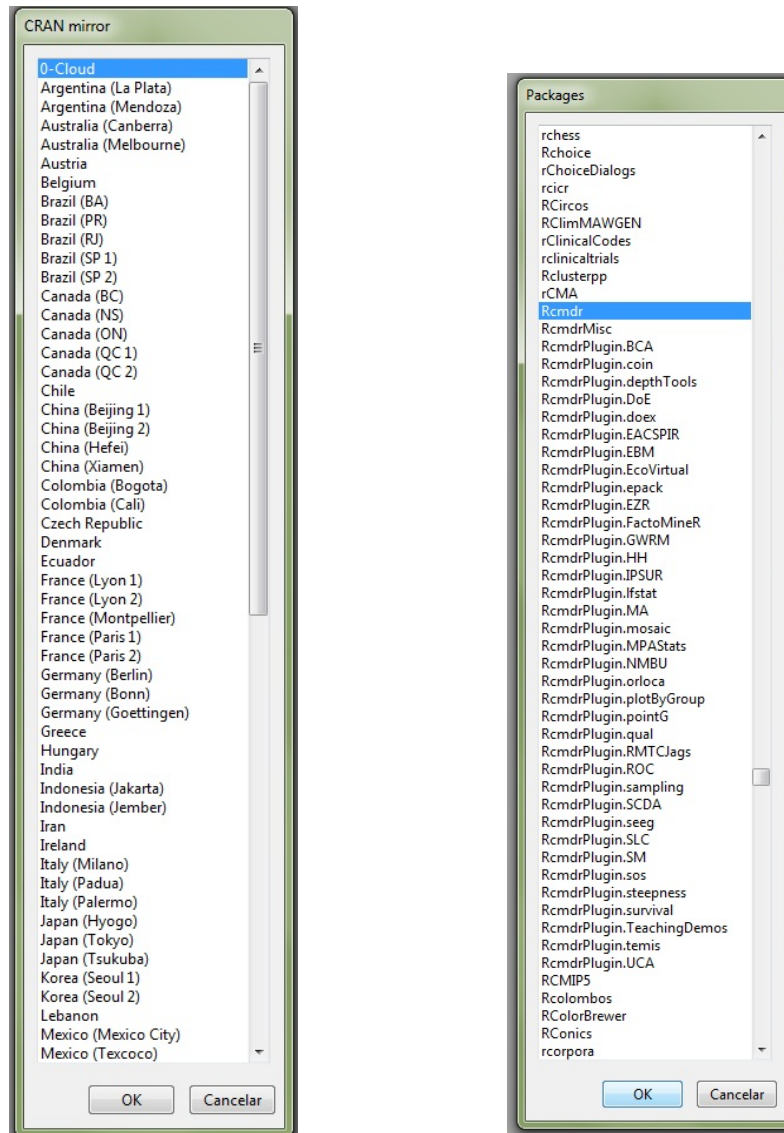 CRAN mirror
0-Cloud
Argentina (La Plata)
Argentina (Mendoza)
Australia (Canberra)
Australia (Melbourne)
Austria
Belgium
Brazil (BA)
Brazil (PR)
Brazil (RJ)
Brazil (SP 1)
Brazil (SP 2)
Canada (BC)
Canada (NS)
Canada (ON)
Canada (QC 1)
Canada (QC 2)
Chile
China (Beijing 1)
China (Beijing 2)
China (Hefei)
China (Xiamen)
Colombia (Bogota)
Colombia (Cali)
Czech Republic
Denmark
Ecuador
France (Lyon 1)
France (Lyon 2)
France (Montpellier)
France (Paris 1)
France (Paris 2)
Germany (Berlin)
Germany (Bonn)
Germany (Goettingen)
Greece
Hungary
India
Indonesia (Jakarta)
Indonesia (Jember)
Iran
Ireland
Italy (Milano)
Italy (Padua)
Italy (Palermo)
Japan (Hyogo)
Japan (Tokyo)
Japan (Tsukuba)
Korea (Seoul 1)
Korea (Seoul 2)
Lebanon
Mexico (Mexico City)
Mexico (Texcoco)
OK Cancelar
Packages
rchess
Rchoice
rChoiceDialogs
rcicr
RCircos
RClimMAWGEN
rClinicalCodes
rclinicaltrials
Rclusterpp
rCMA
Rcmdr
RcmdrMisc
RcmdrPlugin.BCA
RcmdrPlugin.coin
RcmdrPlugin.depthTools
RcmdrPlugin.DoE
RcmdrPlugin.doex
RcmdrPlugin.EACSPIR
RcmdrPlugin.EBM
RcmdrPlugin.EcoVirtual
RcmdrPlugin.epack
RcmdrPlugin.EZR
RcmdrPlugin.FactoMineR
RcmdrPlugin.GWRM
RcmdrPlugin.HH
RcmdrPlugin.IPSUR
RcmdrPlugin.lfstat
RcmdrPlugin.MA
RcmdrPlugin.mosaic
RcmdrPlugin.MPAStats
RcmdrPlugin.NMBU
RcmdrPlugin.orloca
RcmdrPlugin.plotByGroup
RcmdrPlugin.pointG
RcmdrPlugin.qual
RcmdrPlugin.RMTCJags
RcmdrPlugin.ROC
RcmdrPlugin.sampling
RcmdrPlugin.SCDA
RcmdrPlugin.seeg
RcmdrPlugin.SLC
RcmdrPlugin.SM
RcmdrPlugin.sos
RcmdrPlugin.steepness
RcmdrPlugin.survival
RcmdrPlugin.TeachingDemos
RcmdrPlugin.temis
RcmdrPlugin.UCA
RCMIP5
Rcolombos
RColorBrewer
RConics
rcorpora
OK Cancelar